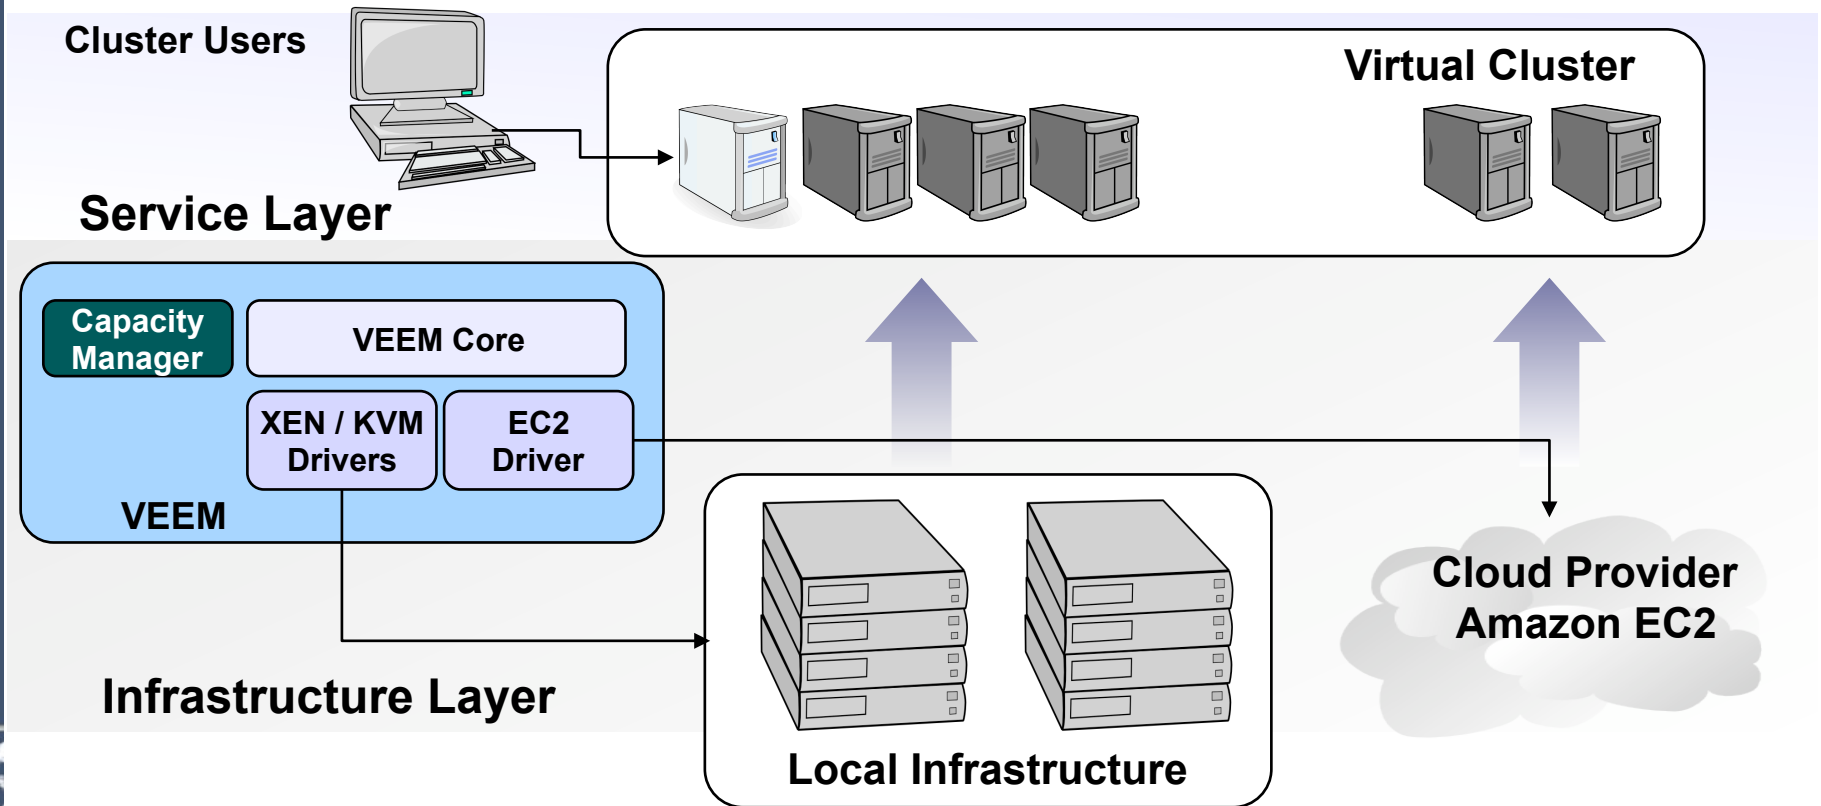 Cluster Users
Virtual Cluster
Service Layer
Capacity
Manager
VEEM Core
XEN / KVM
Drivers
EC2
Driver
VEEM
Cloud Provider
Amazon EC2
Infrastructure Layer
Local Infrastructure